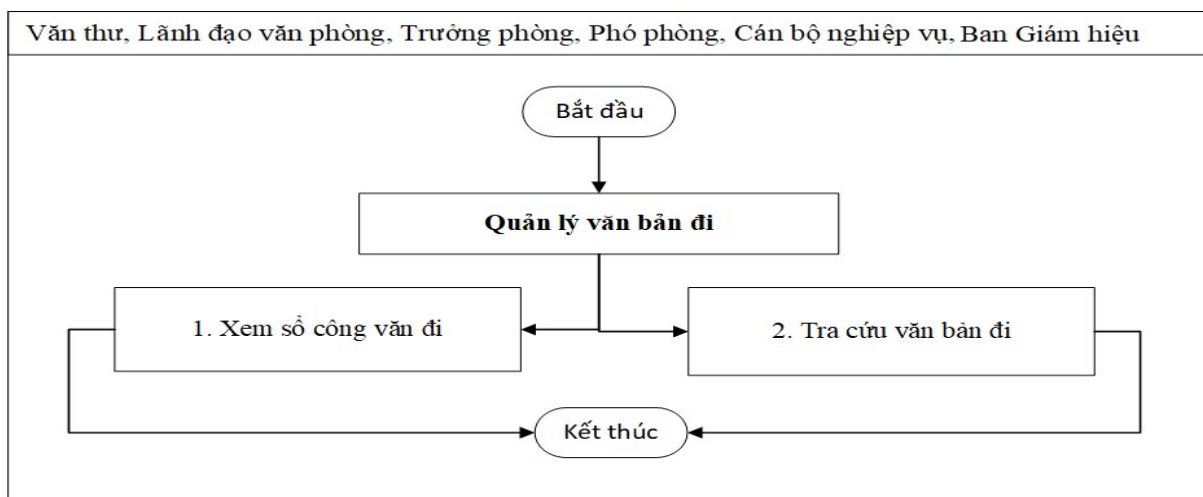 Văn thư, Lãnh đạo văn phòng, Trưởng phòng, Phó phòng, Cán bộ nghiệp vụ, Ban Giám hiệu
Bắt đầu
Quản lý văn bản đi
1. Xem sổ công văn đi
2. Tra cứu văn bản đi
Kết thúc